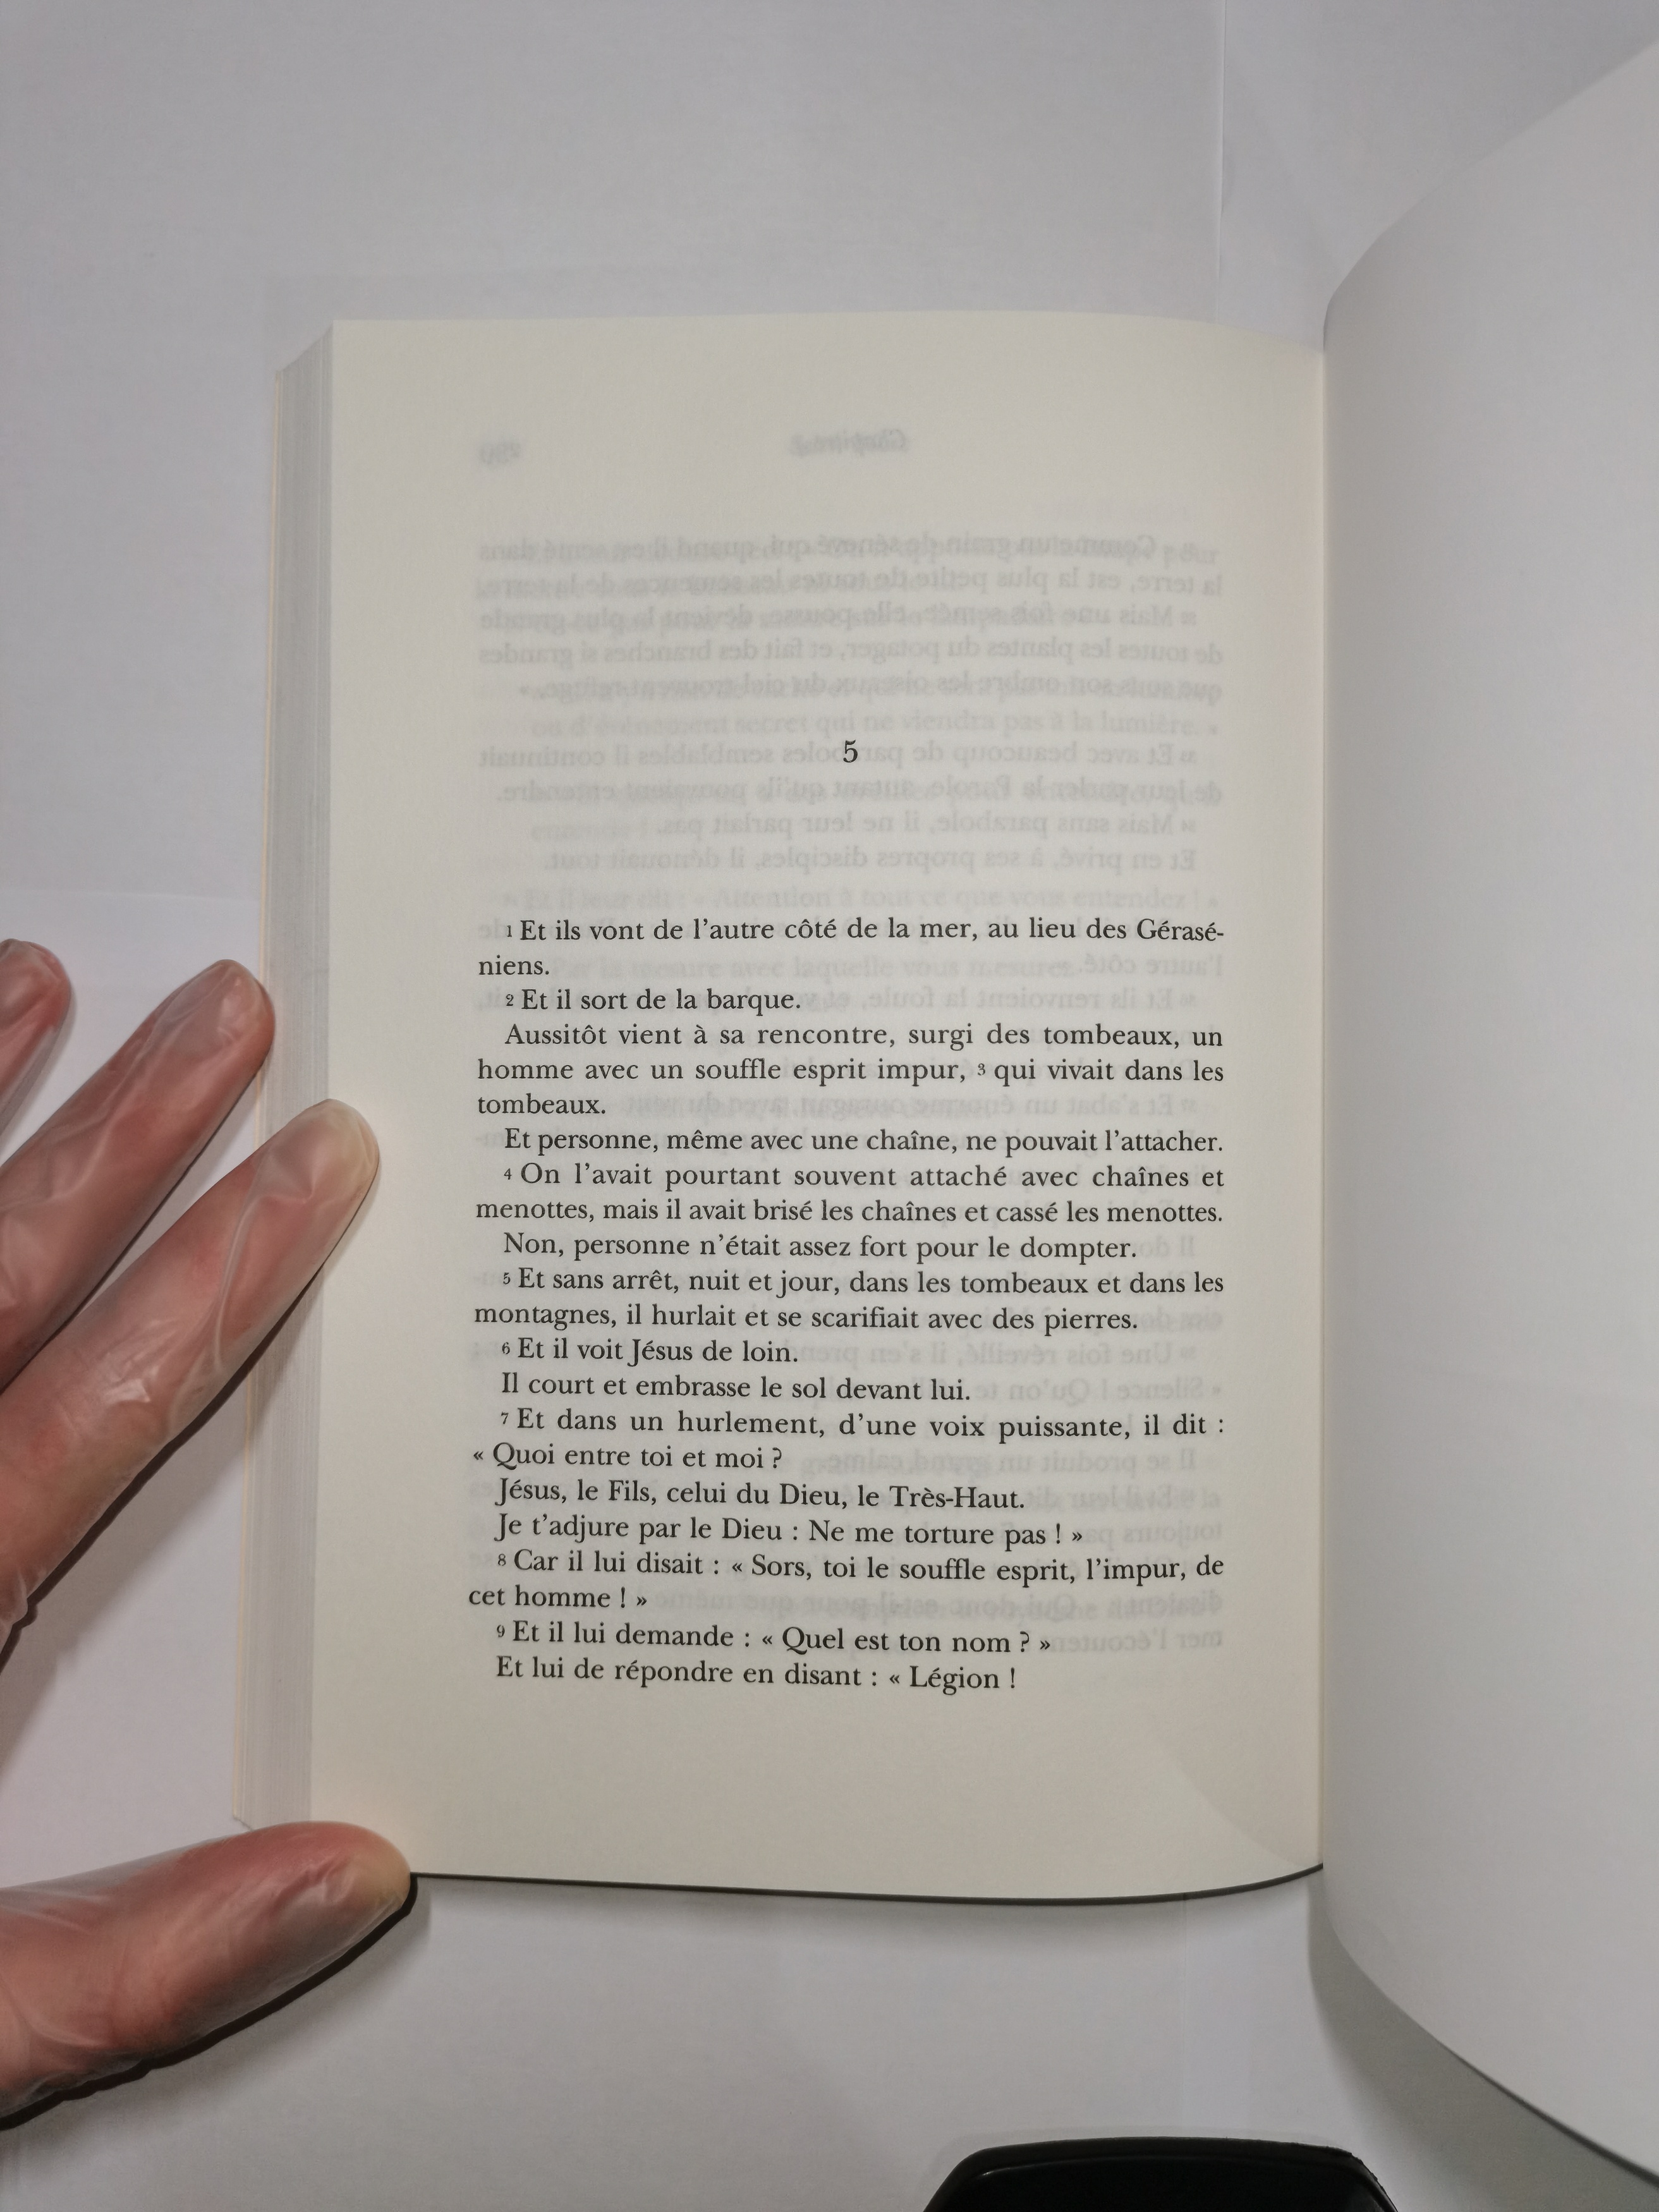 5
1 Et ils vont de l'autre côté de la mer, au lieu des Gérasé-
niens.
2 Et il sort de la barque.
Aussitôt vient à sa rencontre, surgi des tombeaux, un
homme avec un souffle esprit impur, 3 qui vivait dans les
tombeaux.
Et personne, même avec une chaîne, ne pouvait l'attacher.
4 On l'avait pourtant souvent attaché avec chaînes et
menottes, mais il avait brisé les chaînes et cassé les menottes.
Non, personne n'était assez fort pour le dompter.
5 Et sans arrêt, nuit et jour, dans les tombeaux et dans les
montagnes, il hurlait et se scarifiait avec des pierres.
6 Et il voit Jésus de loin.
Il court et embrasse le sol devant lui.
7 Et dans un hurlement, d'une voix puissante, il dit :
« Quoi entre toi et moi ?
Jésus, le Fils, celui du Dieu, le Très-Haut.
Je t'adjure par le Dieu : Ne me torture pas ! »
8 Car il lui disait : « Sors, toi le souffle esprit, l'impur, de
cet homme ! »
9 Et il lui demande : « Quel est ton nom ? »
Et lui de répondre en disant : « Légion !